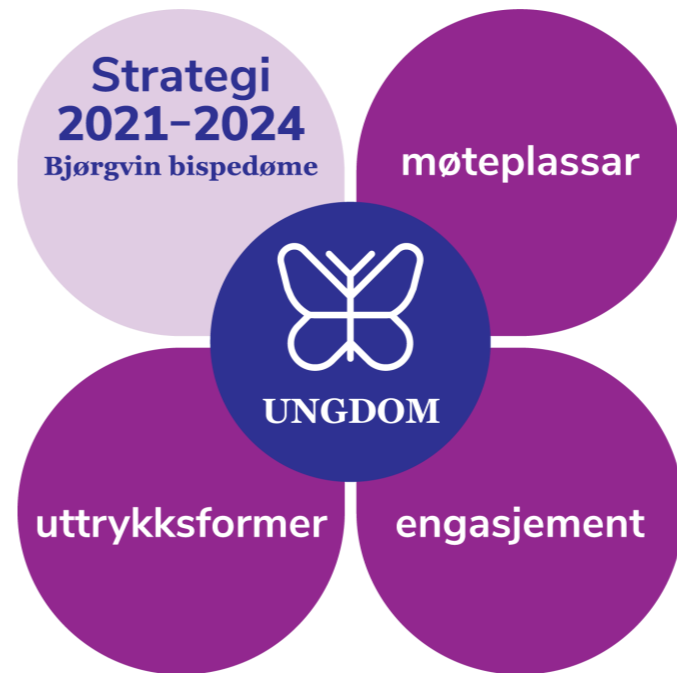 Strategi
2021–2024
Bjørgvin bispedøme
møteplassar
UNGDOM
uttrykksformer
engasjement